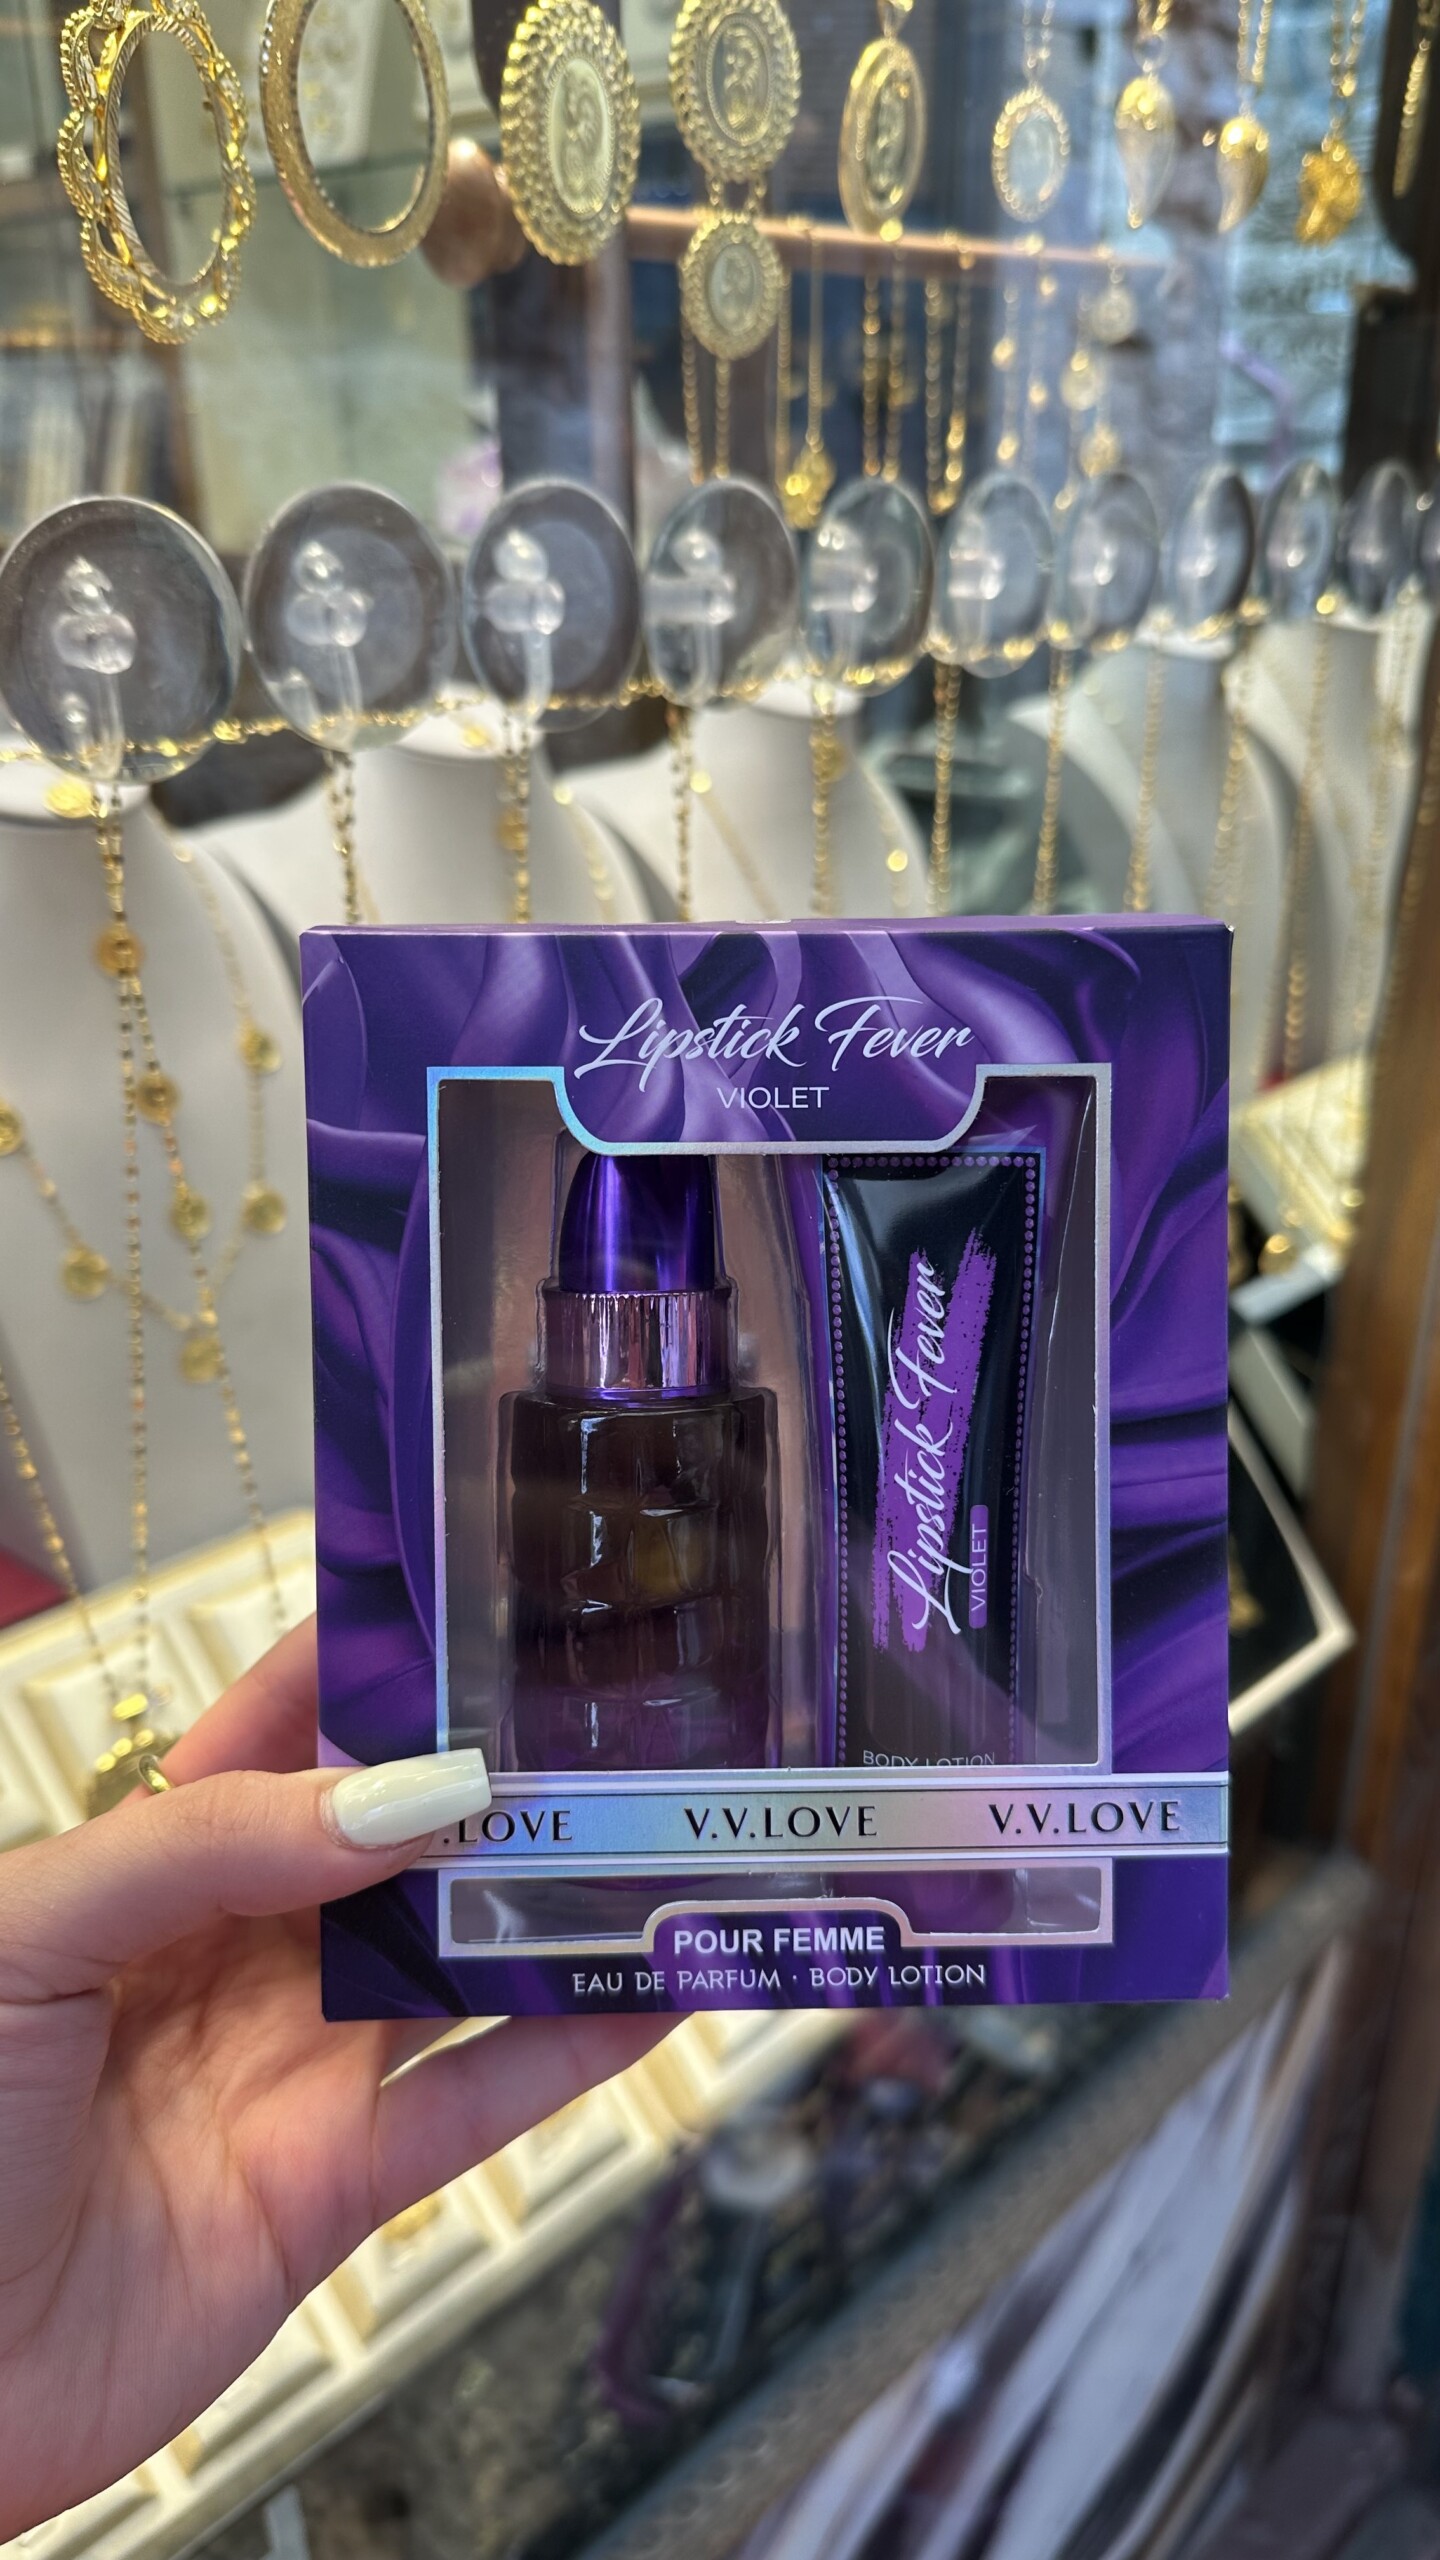 Lipstick Fever
VIOLET
Lipstick Fever
VIOLET
BODY LOTION
.LOVE V.V.LOVE V.V.LOVE
POUR FEMME
EAU DE PARFUM · BODY LOTION